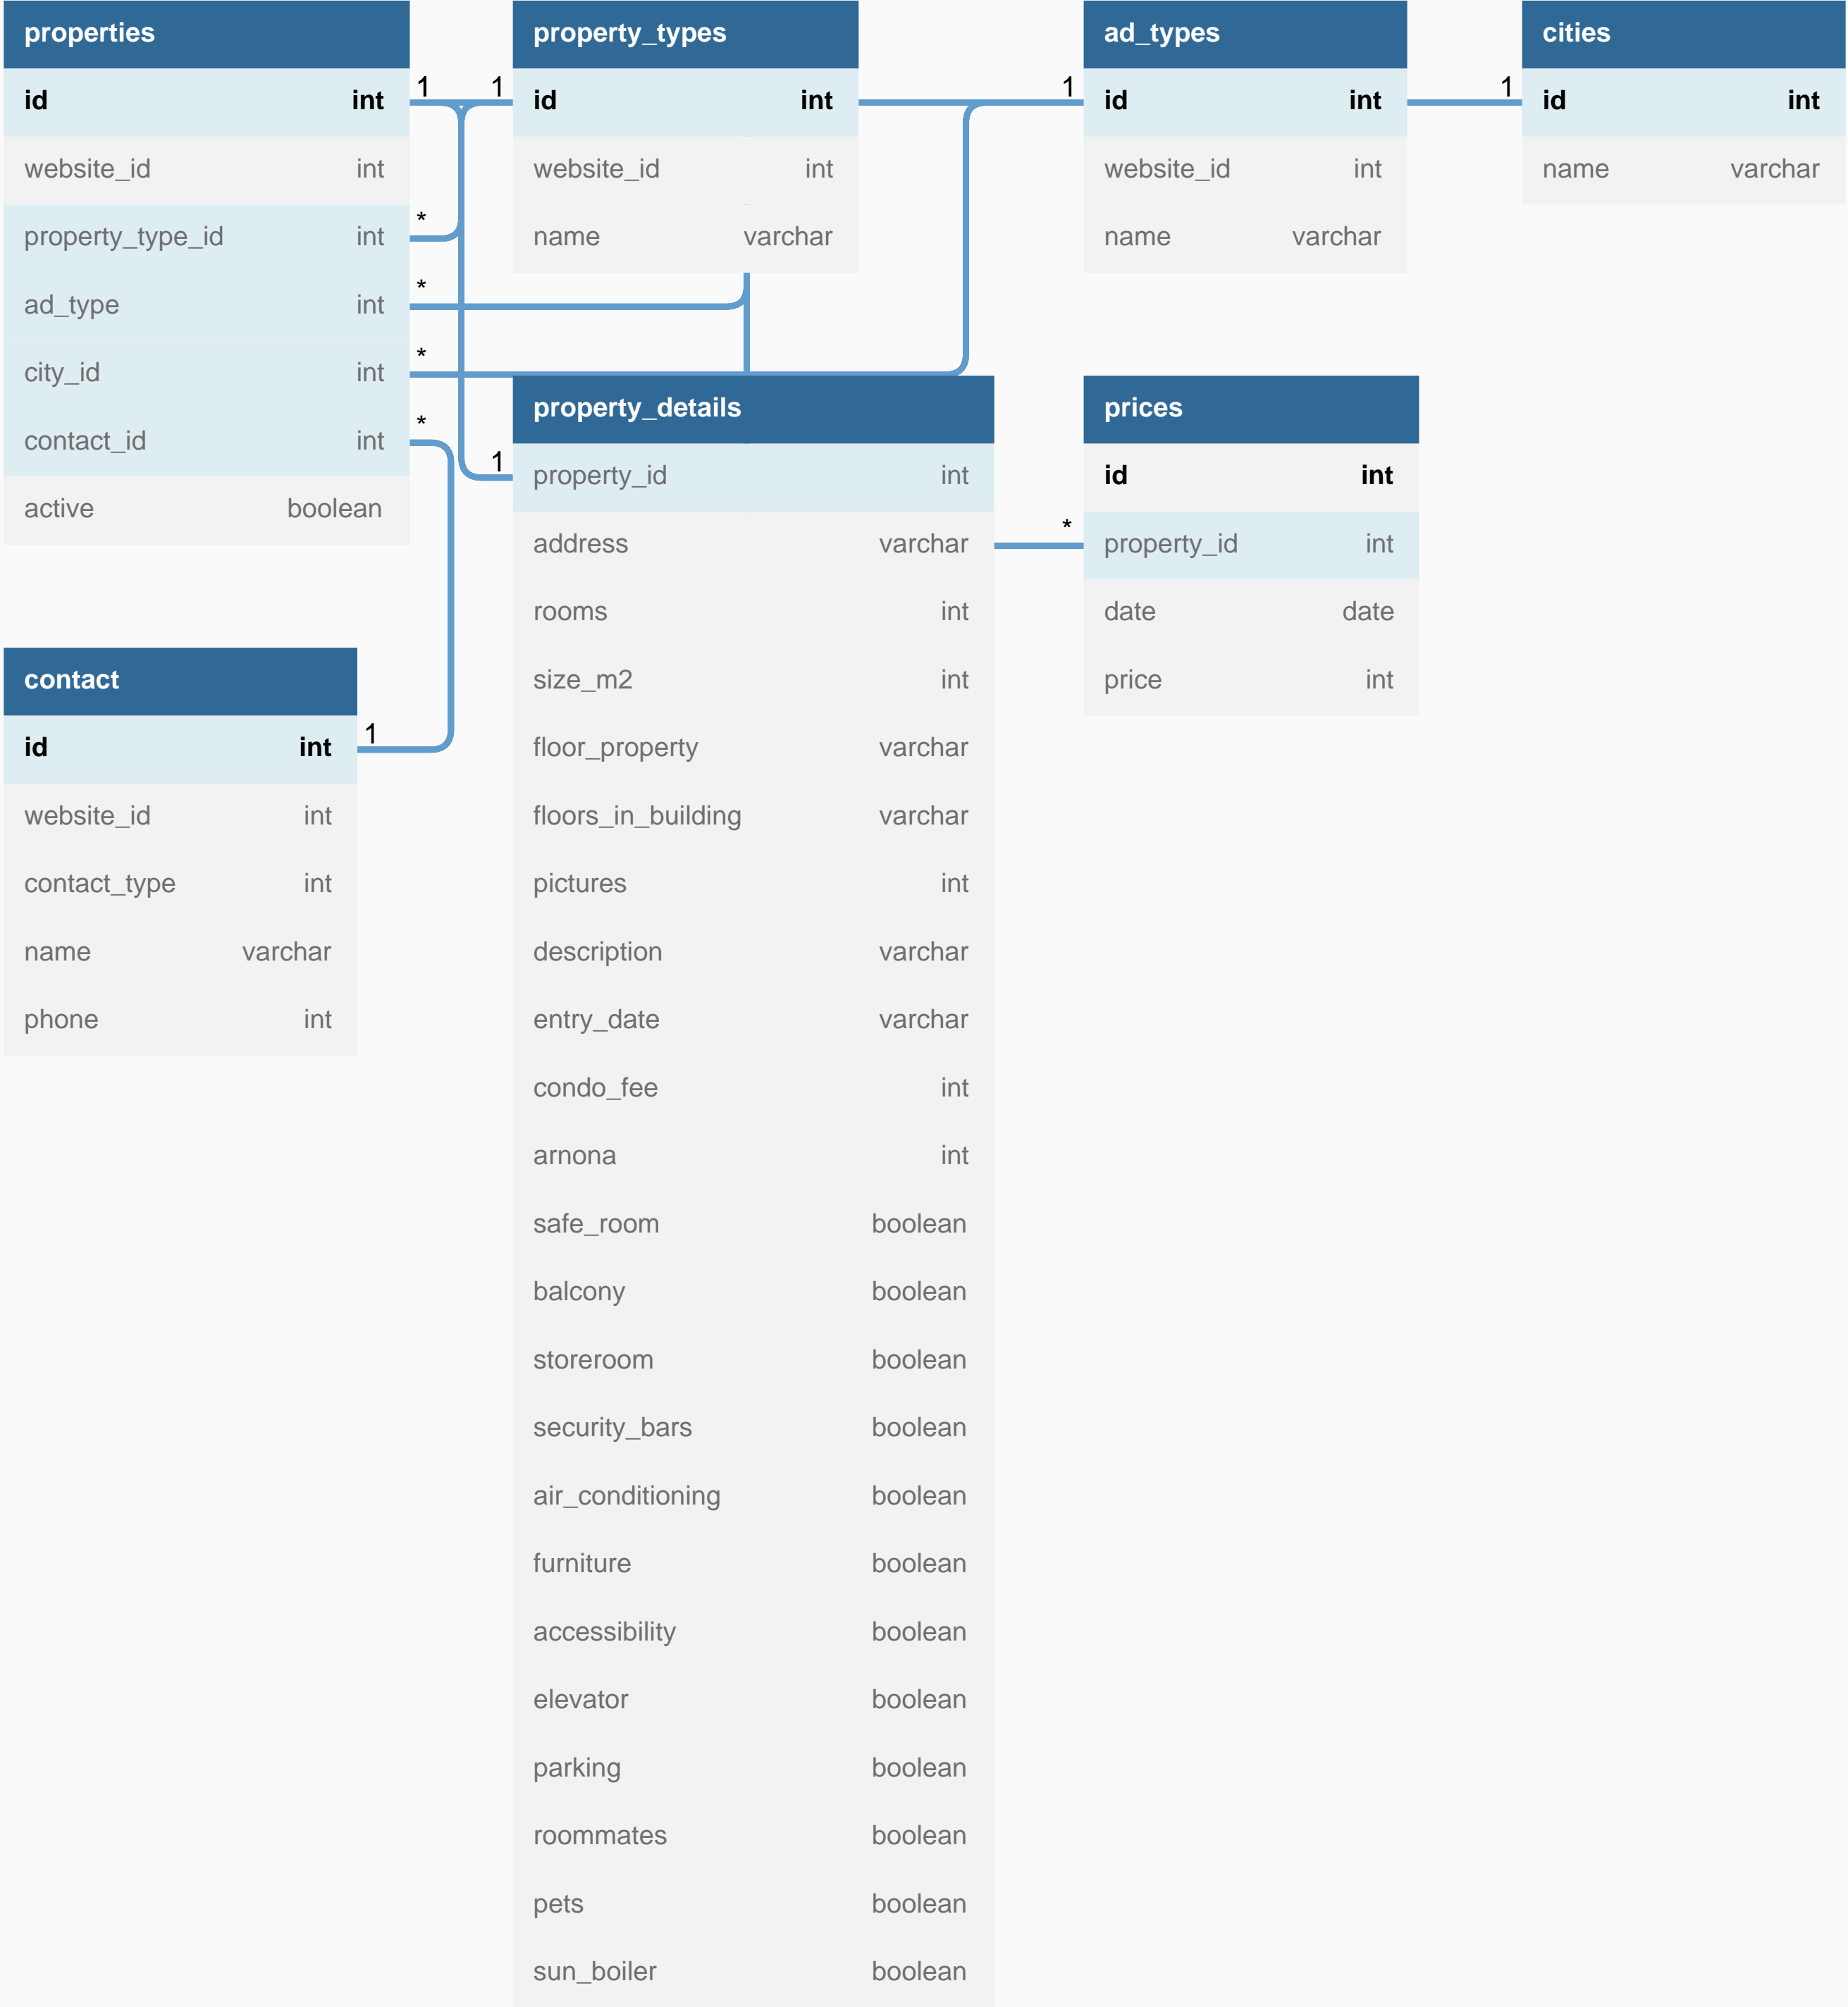 properties
id int
website_id int
property_type_id int
ad_type int
city_id int
contact_id int
active boolean
1
*
*
*
*
property_types
id int
website_id int
name varchar
1
ad_types
id int
website_id int
name varchar
1
cities
id int
name varchar
1
property_details
property_id int
address varchar
rooms int
size_m2 int
floor_property varchar
floors_in_building varchar
pictures int
description varchar
entry_date varchar
condo_fee int
arnona int
safe_room boolean
balcony boolean
storeroom boolean
security_bars boolean
air_conditioning boolean
furniture boolean
accessibility boolean
elevator boolean
parking boolean
roommates boolean
pets boolean
sun_boiler boolean
1
prices
id int
property_id int
date date
price int
*
contact
id int
website_id int
contact_type int
name varchar
phone int
1